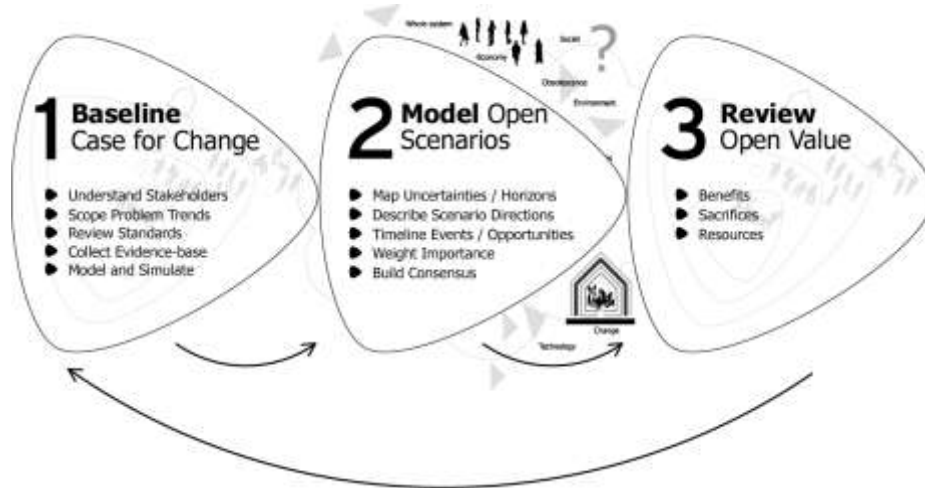 1 Baseline
Case for Change
Understand Stakeholders
Scope Problem Trends
Review Standards
Collect Evidence-base
Model and Simulate
Whole system
Economy
Social
?
Obsolescence
Environment
2 Model Open
Scenarios
Map Uncertainties / Horizons
Describe Scenario Directions
Timeline Events / Opportunities
Weight Importance
Build Consensus
Change
Technology
3 Review
Open Value
Benefits
Sacrifices
Resources